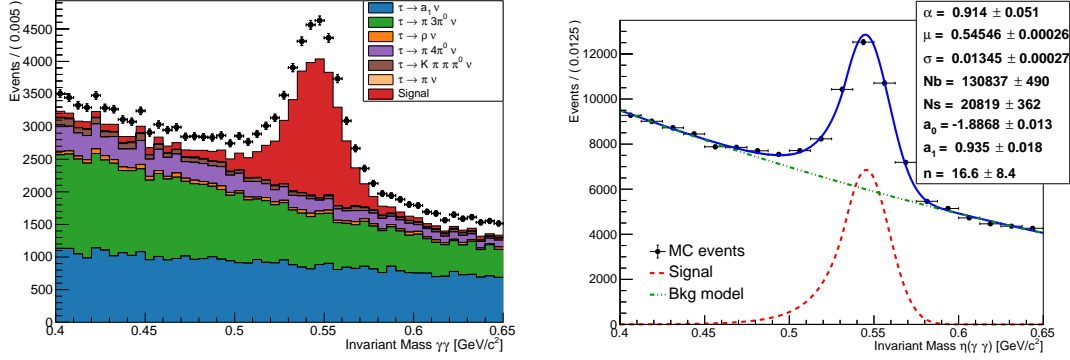 τ → a₁ ν
τ → π 3π⁰ ν
τ → ρ ν
τ → π 4π⁰ ν
τ → K π π π⁰ ν
τ → π ν
Signal
Events / ( 0.005 )
4500
4000
3500
3000
2500
2000
1500
1000
500
0
0.4 0.45 0.5 0.55 0.6 0.65
Invariant Mass γγ [GeV/c²]
α = 0.914 ± 0.051
μ = 0.54546 ± 0.00026
σ = 0.01345 ± 0.00027
Nb = 130837 ± 490
Ns = 20819 ± 362
a₀ = -1.8868 ± 0.013
a₁ = 0.935 ± 0.018
n = 16.6 ± 8.4
Events / ( 0.0125 )
12000
10000
8000
6000
4000
2000
0
MC events
Signal
Bkg model
0.4 0.45 0.5 0.55 0.6 0.65
Invariant Mass η(γ γ) [GeV/c²]